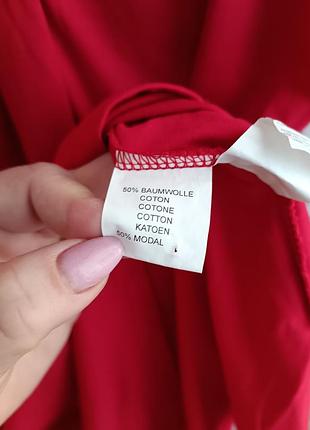 50% BAUMWOLLE
COTON
COTONE
COTTON
KATOEN
50% MODAL